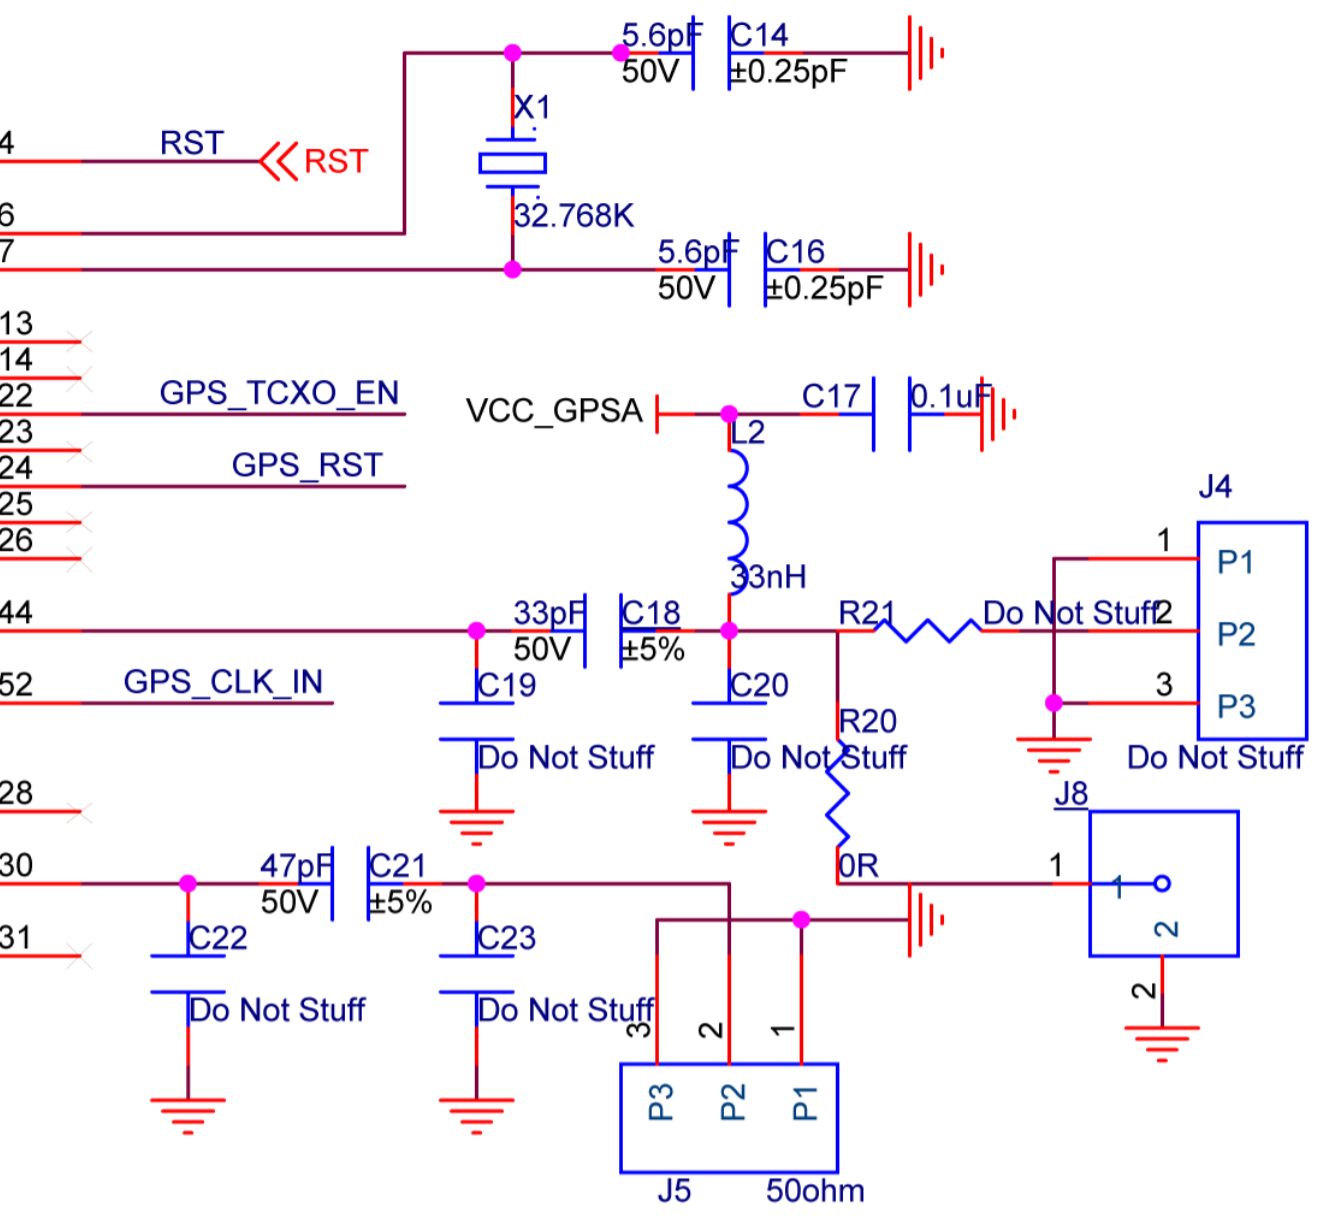 5.6pF C14
50V ±0.25pF
X1
4 RST RST
6 32.768K
7 5.6pF C16
50V ±0.25pF
13
14
22 GPS_TCXO_EN VCC_GPSA C17 0.1uF
23 L2
24 GPS_RST
J4
25
26 1 P1
33nH
44 33pF C18 R21 Do Not Stuff 2 P2
50V ±5%
52 GPS_CLK_IN C19 C20 3 P3
R20
Do Not Stuff Do Not Stuff Do Not Stuff
28 J8
30 47pF C21 0R 1 1
50V ±5%
31 C22 C23 2
Do Not Stuff Do Not Stuff 2
3 2 1
P3 P2 P1
J5 50ohm